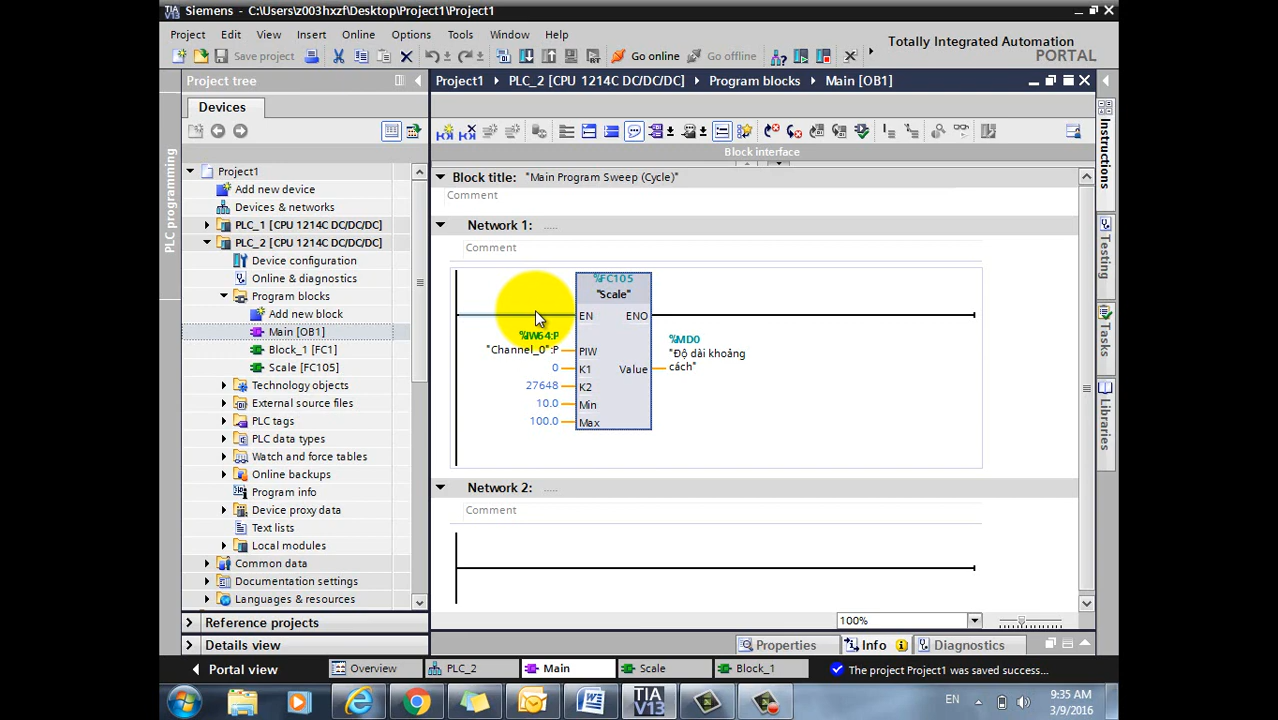 TIA V13 Siemens - C:\Users\z003hxzf\Desktop\Project1\Project1
Project Edit View Insert Online Options Tools Window Help
Totally Integrated Automation
PORTAL
Save project Go online Go offline
Project tree
Project1 PLC_2 [CPU 1214C DC/DC/DC] Program blocks Main [OB1]
Devices
PLC programming
Project1
Add new device
Devices & networks
PLC_1 [CPU 1214C DC/DC/DC]
PLC_2 [CPU 1214C DC/DC/DC]
Device configuration
Online & diagnostics
Program blocks
Add new block
Main [OB1]
Block_1 [FC1]
Scale [FC105]
Technology objects
External source files
PLC tags
PLC data types
Watch and force tables
Online backups
Program info
Device proxy data
Text lists
Local modules
Common data
Documentation settings
Languages & resources
Reference projects
Details view
Block interface
Block title: "Main Program Sweep (Cycle)"
Comment
Network 1: .....
Comment
%FC105
"Scale"
EN ENO
%IW64:P
"Channel_0":P PIW
0 K1
27648 K2
10.0 Min
100.0 Max
%MD0
"Độ dài khoảng
cách"
Value
Network 2: .....
Comment
100%
Properties Info Diagnostics
Instructions
Testing
Tasks
Libraries
Portal view Overview PLC_2 Main Scale Block_1 The project Project1 was saved success...
TIA
V13
EN
9:35 AM
3/9/2016